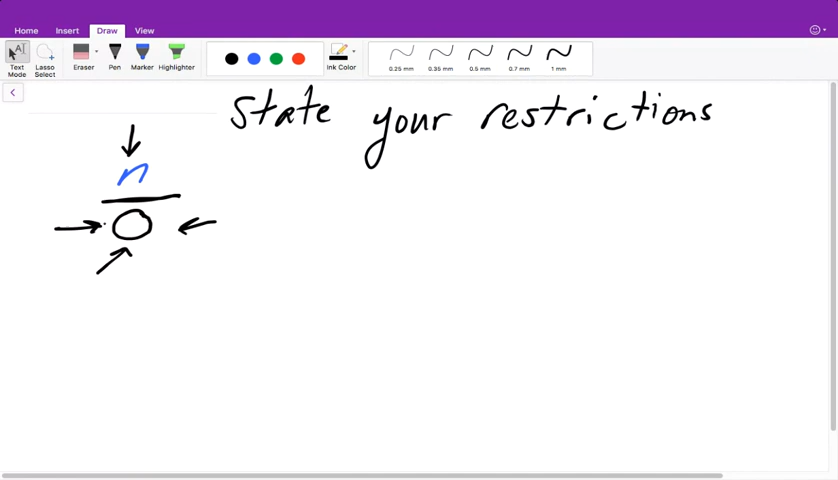 Home Insert Draw View
Text Mode Lasso Select Eraser Pen Marker Highlighter Ink Color 0.25 mm 0.35 mm 0.5 mm 0.7 mm 1 mm
State your restrictions
n
0